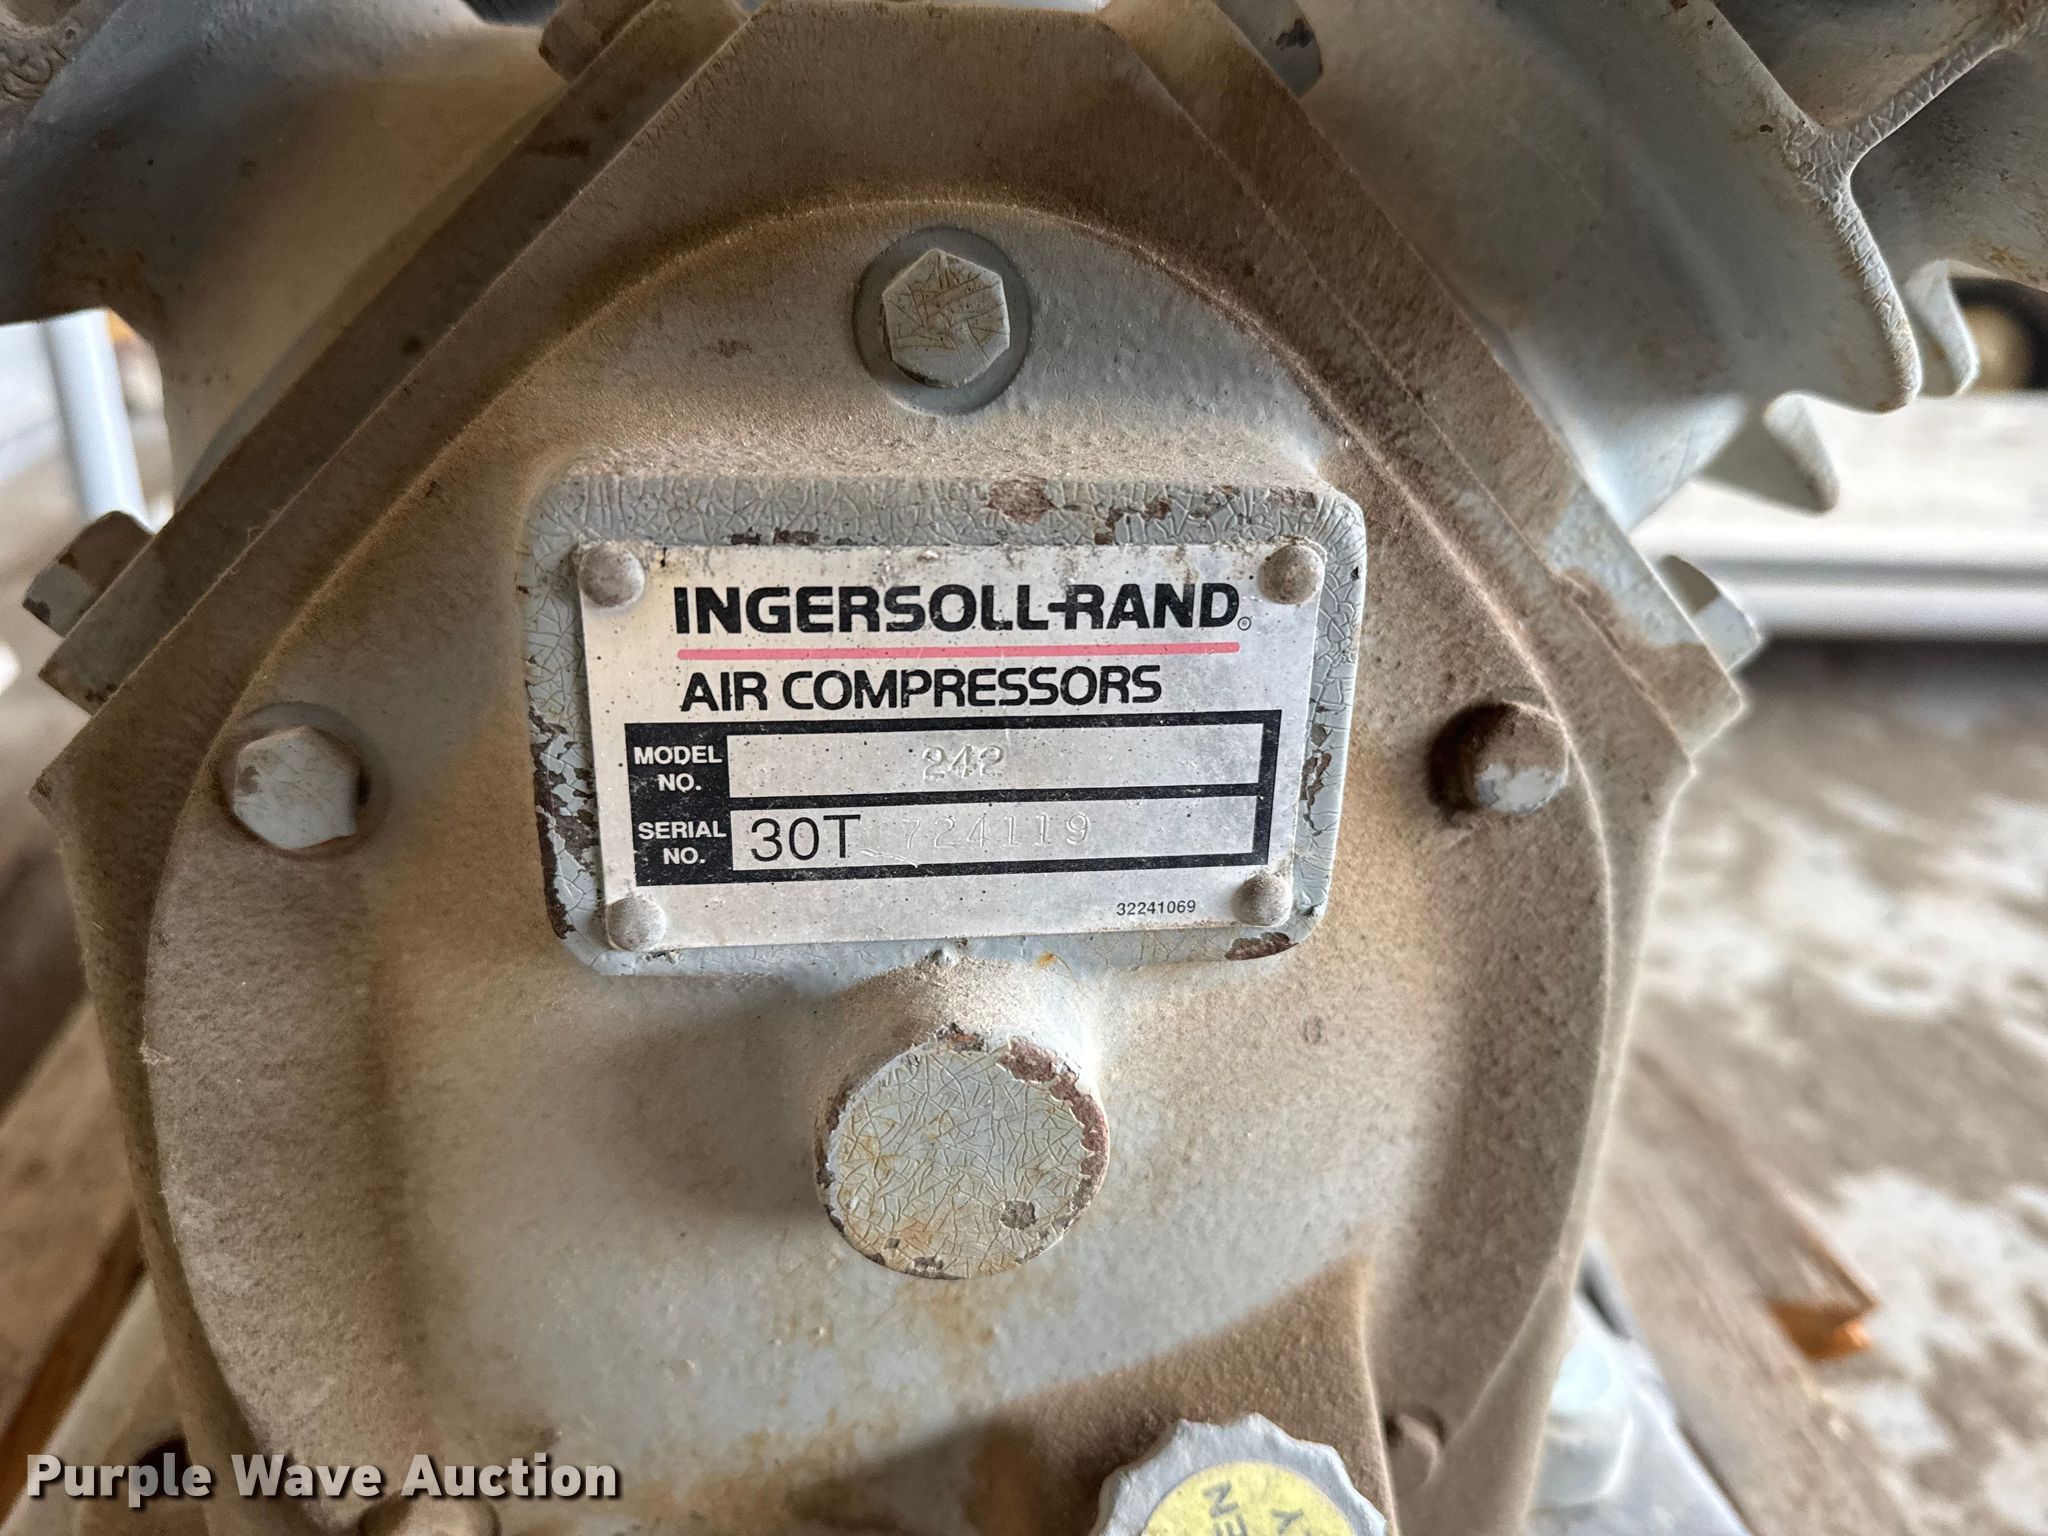 INGERSOLL-RAND®
AIR COMPRESSORS
MODEL NO. 242
SERIAL NO. 30T 724119
32241069
Purple Wave Auction